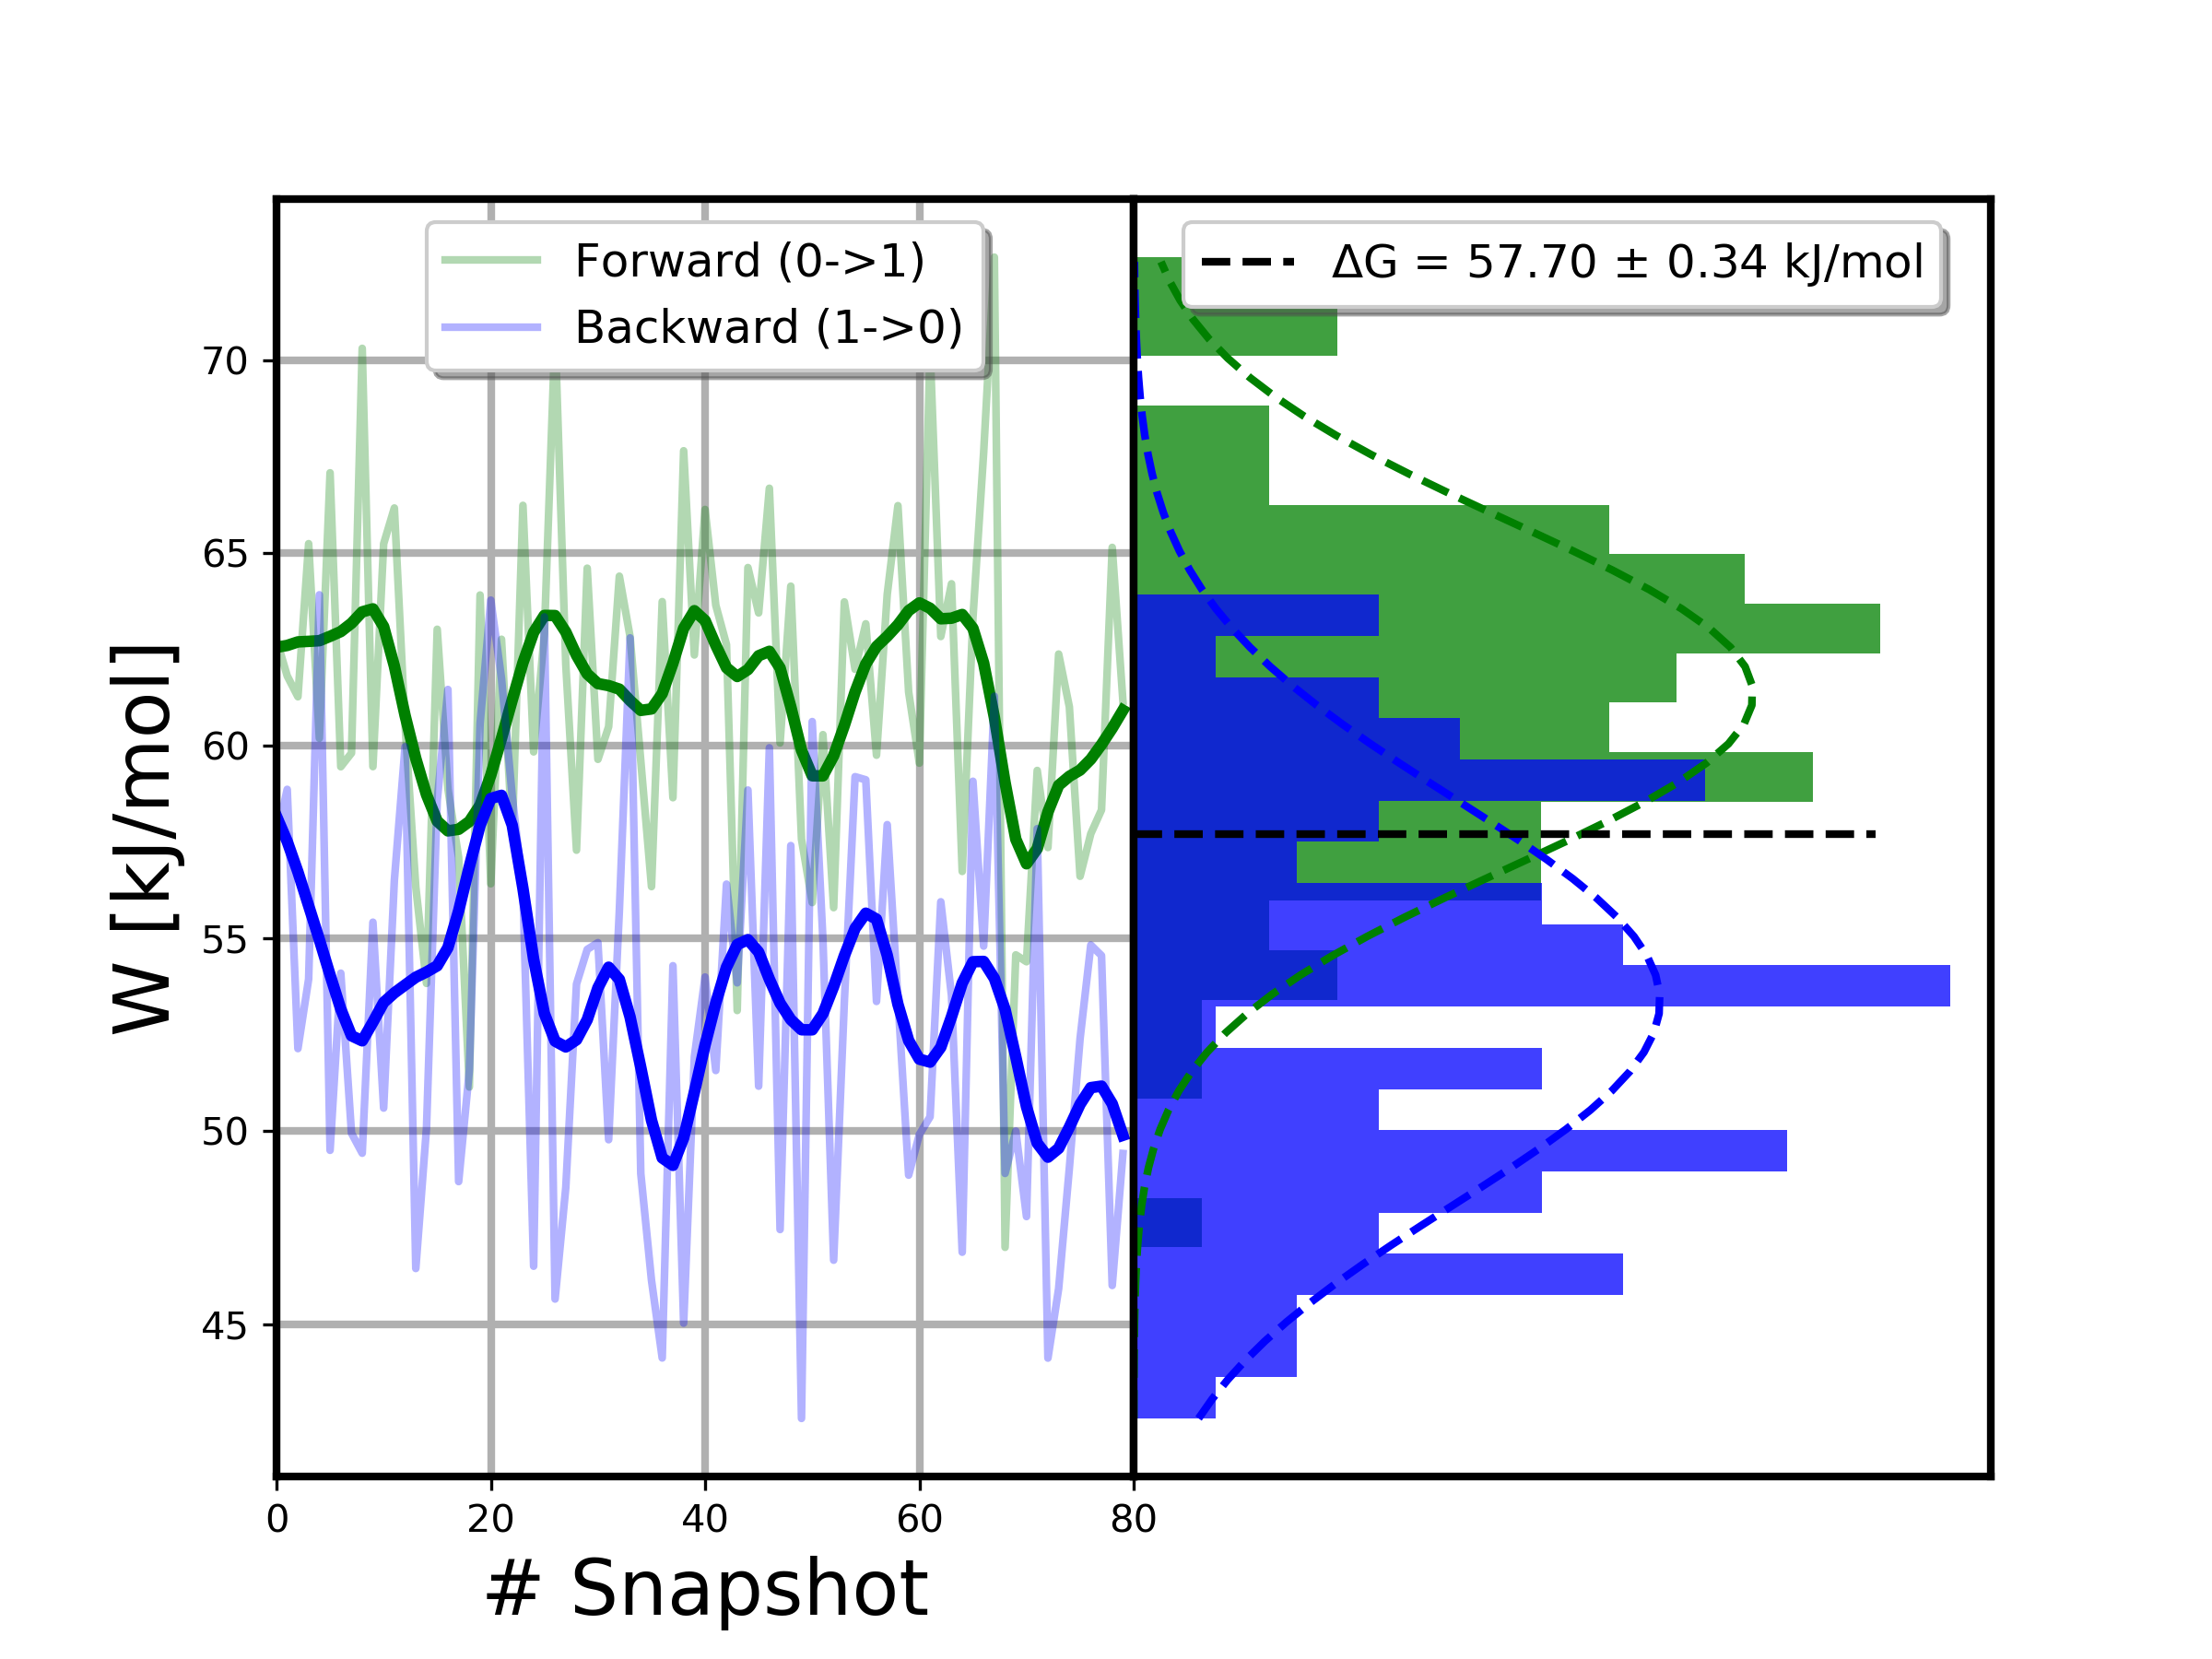 Forward (0->1)
Backward (1->0)
ΔG = 57.70 ± 0.34 kJ/mol
W [kJ/mol]
70
65
60
55
50
45
0 20 40 60 80
# Snapshot